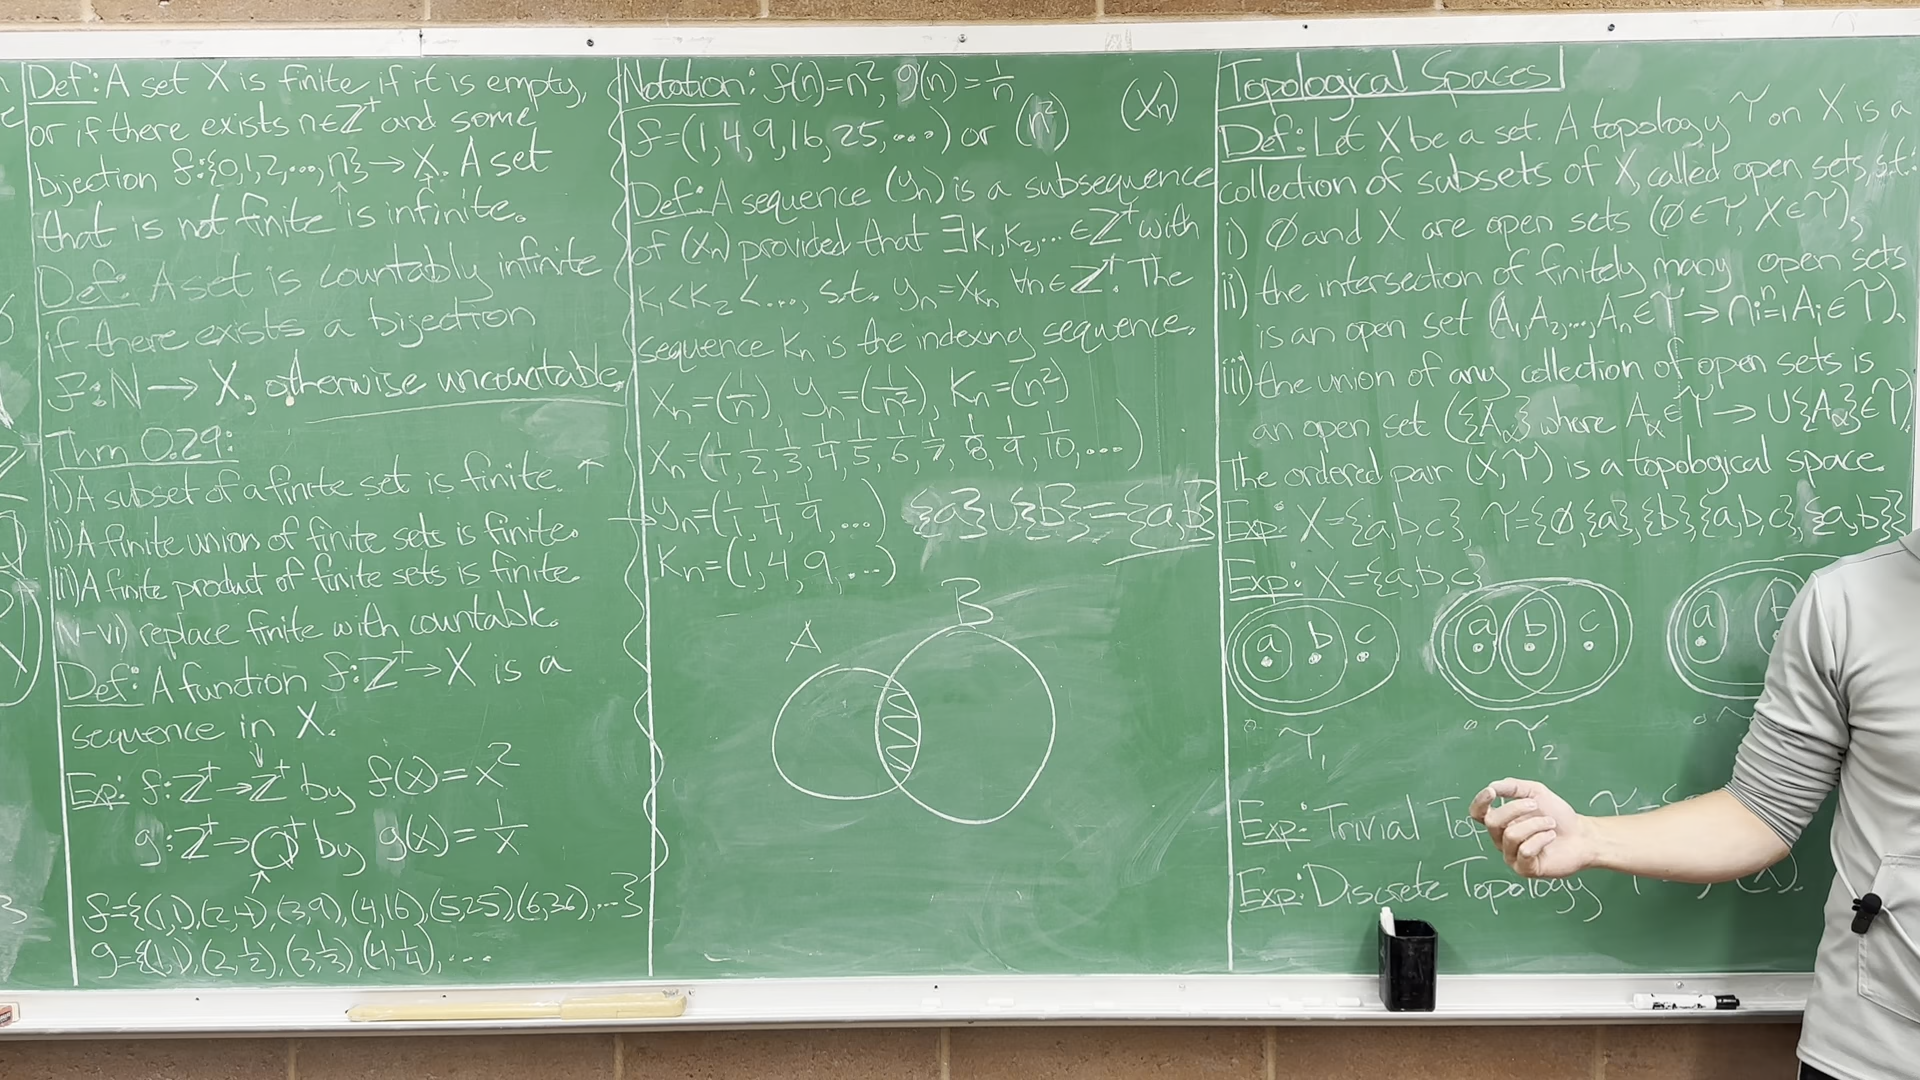 Def: A set X is finite if it is empty,
or if there exists n∈Z⁺ and some
bijection f:{0,1,2,...,n}→X. A set
that is not finite is infinite.
Def: A set is countably infinite
if there exists a bijection
f:N→X, otherwise uncountable.
Thm 0.29:
i) A subset of a finite set is finite.
ii) A finite union of finite sets is finite.
iii) A finite product of finite sets is finite.
iv-vi) replace finite with countable.
Def: A function f:Z⁺→X is a
sequence in X.
Exp: f:Z⁺→Z⁺ by f(x)=x²
g:Z⁺→Q⁺ by g(x)=1/x
f={(1,1),(2,4),(3,9),(4,16),(5,25),(6,36),...}
g={(1,1),(2,1/2),(3,1/3),(4,1/4),...
Notation: f(n)=n², g(n)=1/n
f=(1,4,9,16,25,...) or (n²) (Xn)
Def: A sequence (yn) is a subsequence
of (xn) provided that ∃k₁,k₂,...∈Z⁺ with
k₁<k₂<..., s.t. yn=xkn ∀n∈Z⁺. The
sequence kn is the indexing sequence.
Xn=(1/n), yn=(1/n²), Kn=(n²)
Xn=(1/1,1/2,1/3,1/4,1/5,1/6,1/7,1/8,1/9,1/10,...)
yn=(1/1,1/4,1/9,...) {a}∪{b}={a,b}
Kn=(1,4,9,...)
A B
Topological Spaces
Def: Let X be a set. A topology Υ on X is a
collection of subsets of X, called open sets, s.t.:
i) Ø and X are open sets (Ø∈Υ, X∈Υ),
ii) the intersection of finitely many open sets
is an open set (A₁,A₂,...,An∈Υ→∩ⁿi=1Ai∈Υ),
iii) the union of any collection of open sets is
an open set ({Aα} where Aα∈Υ→∪{Aα}∈Υ).
The ordered pair (X,Υ) is a topological space.
Exp: X={a,b,c}, Υ={Ø,{a},{b},{a,b,c},{a,b}}
Exp: X={a,b,c}
a b c a b c a b
Υ₁ Υ₂
Exp: Trivial
Exp: Discrete Topology